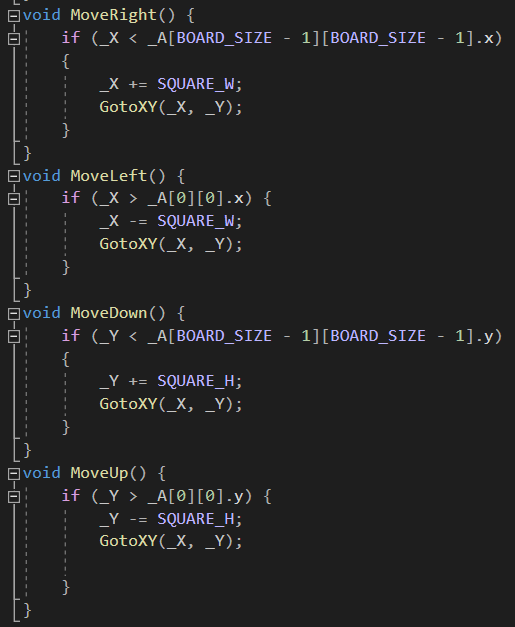 void MoveRight() {
if (_X < _A[BOARD_SIZE - 1][BOARD_SIZE - 1].x)
{
_X += SQUARE_W;
GotoXY(_X, _Y);
}
}
void MoveLeft() {
if (_X > _A[0][0].x) {
_X -= SQUARE_W;
GotoXY(_X, _Y);
}
}
void MoveDown() {
if (_Y < _A[BOARD_SIZE - 1][BOARD_SIZE - 1].y)
{
_Y += SQUARE_H;
GotoXY(_X, _Y);
}
}
void MoveUp() {
if (_Y > _A[0][0].y) {
_Y -= SQUARE_H;
GotoXY(_X, _Y);
}
}